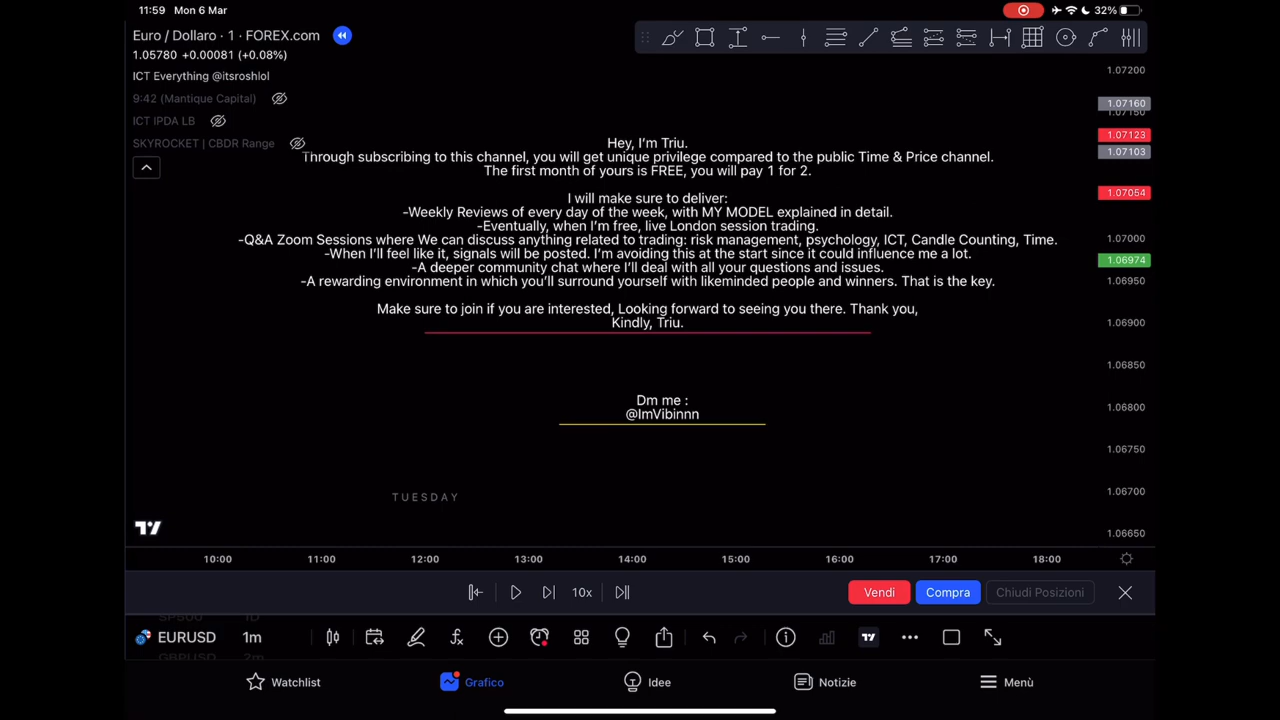 11:59 Mon 6 Mar
32%
Euro / Dollaro · 1 · FOREX.com
1.05780 +0.00081 (+0.08%)
ICT Everything @itsroshlol
9:42 (Mantique Capital)
ICT IPDA LB
SKYROCKET | CBDR Range
Hey, I'm Triu.
Through subscribing to this channel, you will get unique privilege compared to the public Time & Price channel.
The first month of yours is FREE, you will pay 1 for 2.
I will make sure to deliver:
-Weekly Reviews of every day of the week, with MY MODEL explained in detail.
-Eventually, when I'm free, live London session trading.
-Q&A Zoom Sessions where We can discuss anything related to trading: risk management, psychology, ICT, Candle Counting, Time.
-When I'll feel like it, signals will be posted. I'm avoiding this at the start since it could influence me a lot.
-A deeper community chat where I'll deal with all your questions and issues.
-A rewarding environment in which you'll surround yourself with likeminded people and winners. That is the key.
Make sure to join if you are interested, Looking forward to seeing you there. Thank you,
Kindly, Triu.
Dm me :
@ImVibinnn
TUESDAY
1.07200
1.07160
1.07150
1.07123
1.07103
1.07054
1.07000
1.06974
1.06950
1.06900
1.06850
1.06800
1.06750
1.06700
1.06650
10:00 11:00 12:00 13:00 14:00 15:00 16:00 17:00 18:00
10x Vendi Compra Chiudi Posizioni
SP500 1D
EURUSD 1m
GBPUSD 2m
Watchlist Grafico Idee Notizie Menù